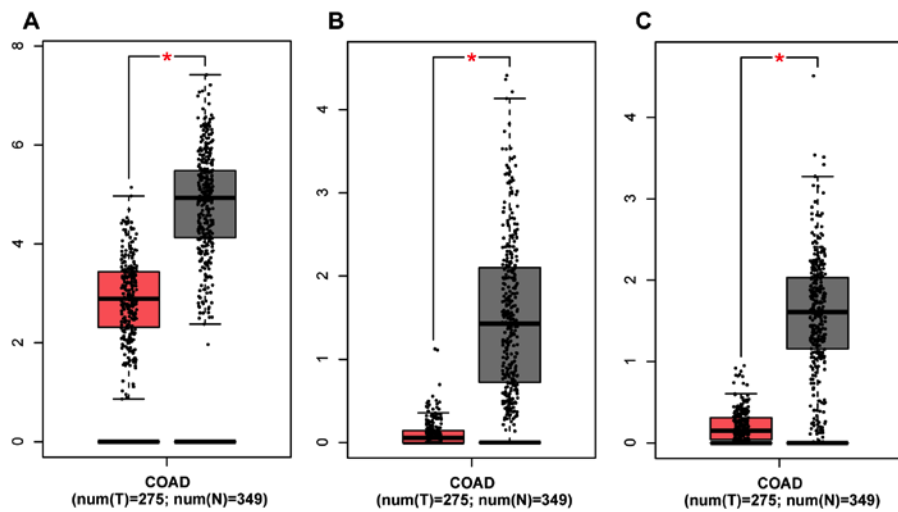 A
B
C
*
*
*
8
6
4
2
0
4
3
2
1
0
4
3
2
1
0
COAD
(num(T)=275; num(N)=349)
COAD
(num(T)=275; num(N)=349)
COAD
(num(T)=275; num(N)=349)